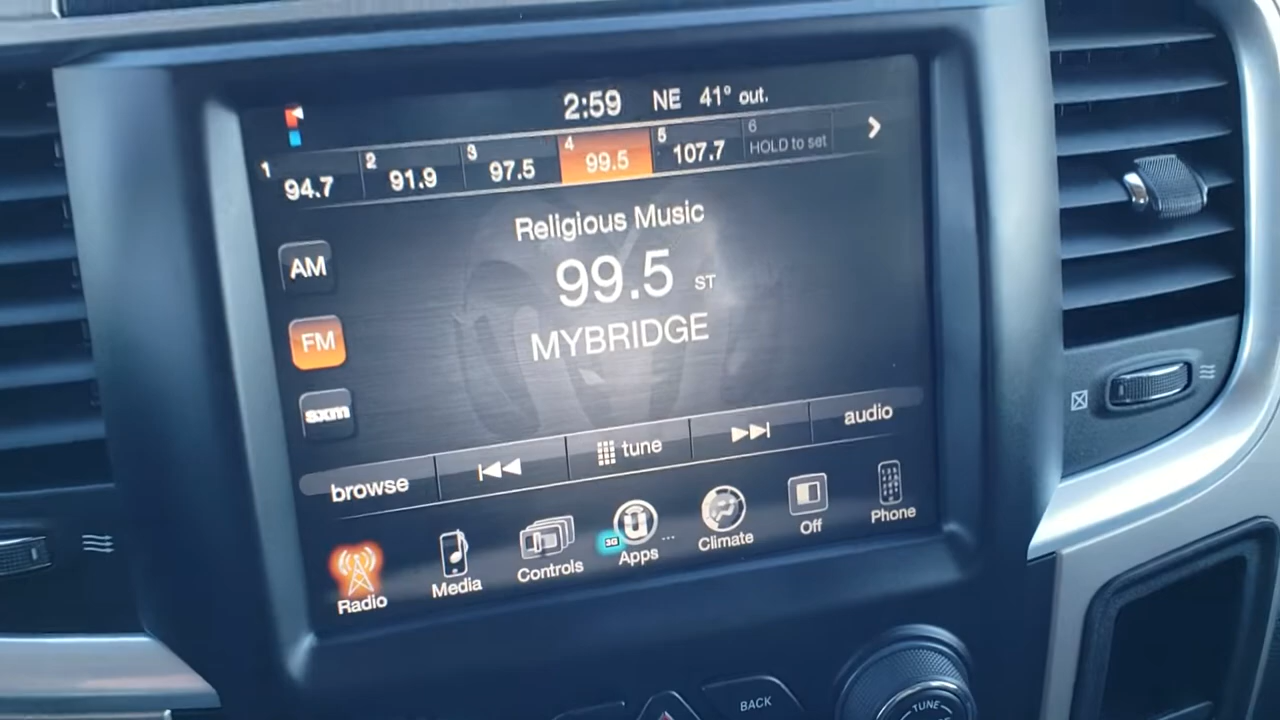 2:59 NE 41° out.
1 94.7 2 91.9 3 97.5 4 99.5 5 107.7 6 HOLD to set
Religious Music
AM
99.5 ST
FM
MYBRIDGE
sxm
browse tune audio
3G
Radio Media Controls Apps ... Climate Off Phone
BACK
TUNE